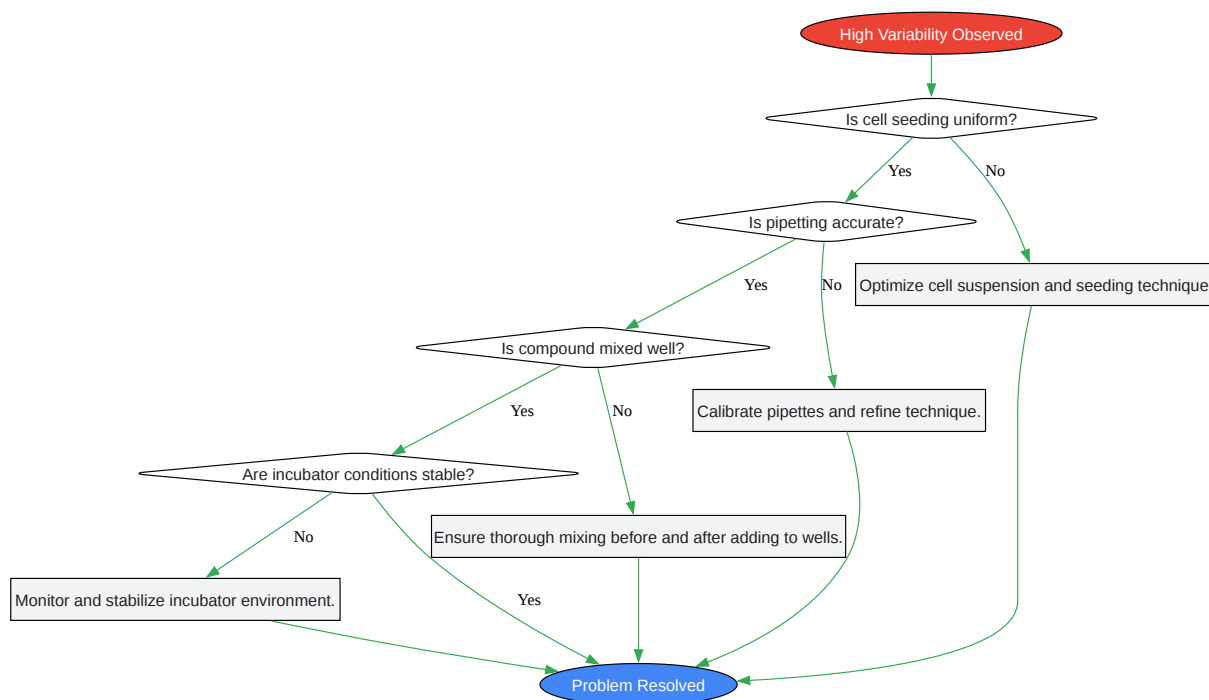 High Variability Observed
Is cell seeding uniform?
Yes
No
Is pipetting accurate?
Yes
No
Optimize cell suspension and seeding technique
Is compound mixed well?
Yes
No
Calibrate pipettes and refine technique.
Are incubator conditions stable?
No
Yes
Ensure thorough mixing before and after adding to wells.
Monitor and stabilize incubator environment.
Problem Resolved